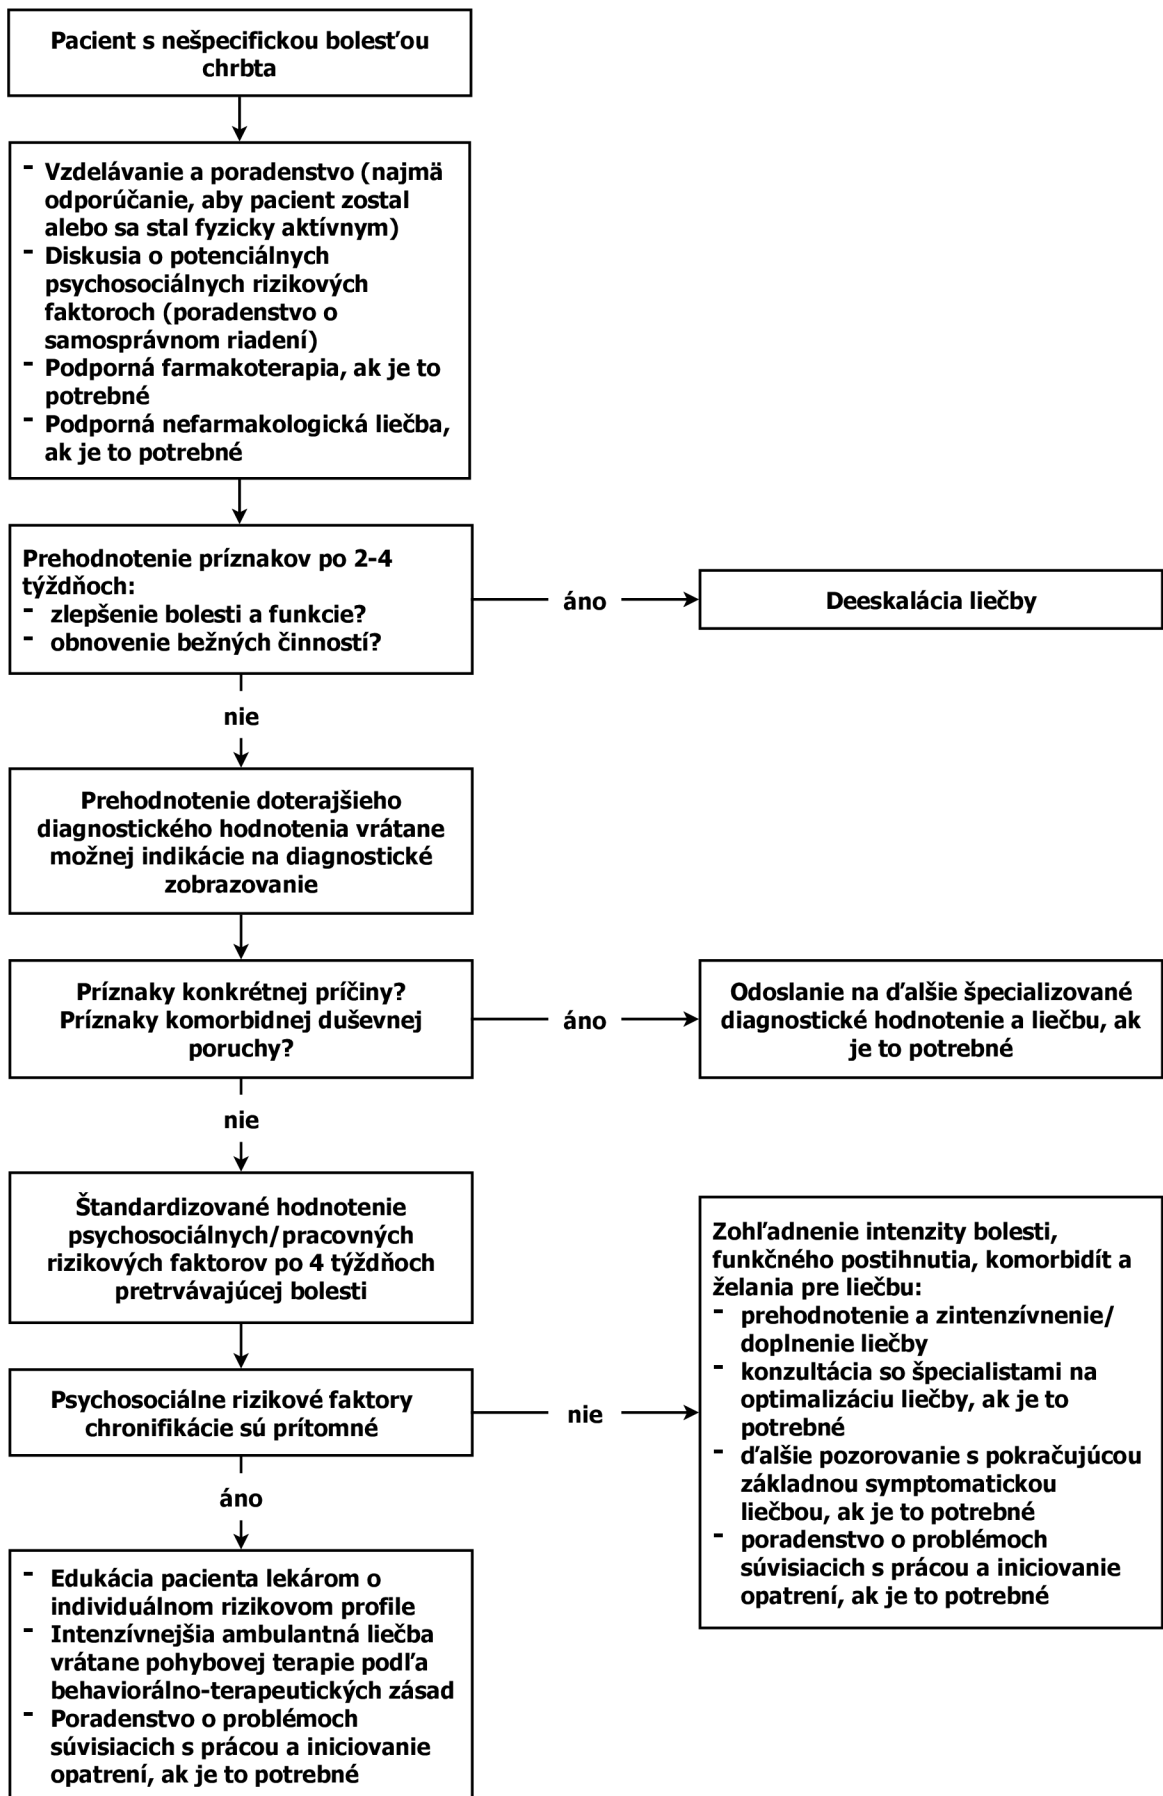 Pacient s nešpecifickou bolesťou
chrbta
- Vzdelávanie a poradenstvo (najmä
odporúčanie, aby pacient zostal
alebo sa stal fyzicky aktívnym)
- Diskusia o potenciálnych
psychosociálnych rizikových
faktoroch (poradenstvo o
samosprávnom riadení)
- Podporná farmakoterapia, ak je to
potrebné
- Podporná nefarmakologická liečba,
ak je to potrebné
Prehodnotenie príznakov po 2-4
týždňoch:
- zlepšenie bolesti a funkcie?
- obnovenie bežných činností?
áno
Deeskalácia liečby
nie
Prehodnotenie doterajšieho
diagnostického hodnotenia vrátane
možnej indikácie na diagnostické
zobrazovanie
Príznaky konkrétnej príčiny?
Príznaky komorbidnej duševnej
poruchy?
áno
Odoslanie na ďalšie špecializované
diagnostické hodnotenie a liečbu, ak
je to potrebné
nie
Štandardizované hodnotenie
psychosociálnych/pracovných
rizikových faktorov po 4 týždňoch
pretrvávajúcej bolesti
Psychosociálne rizikové faktory
chronifikácie sú prítomné
nie
Zohľadnenie intenzity bolesti,
funkčného postihnutia, komorbidít a
želania pre liečbu:
- prehodnotenie a zintenzívnenie/
doplnenie liečby
- konzultácia so špecialistami na
optimalizáciu liečby, ak je to
potrebné
- ďalšie pozorovanie s pokračujúcou
základnou symptomatickou
liečbou, ak je to potrebné
- poradenstvo o problémoch
súvisiacich s prácou a iniciovanie
opatrení, ak je to potrebné
áno
- Edukácia pacienta lekárom o
individuálnom rizikovom profile
- Intenzívnejšia ambulantná liečba
vrátane pohybovej terapie podľa
behaviorálno-terapeutických zásad
- Poradenstvo o problémoch
súvisiacich s prácou a iniciovanie
opatrení, ak je to potrebné